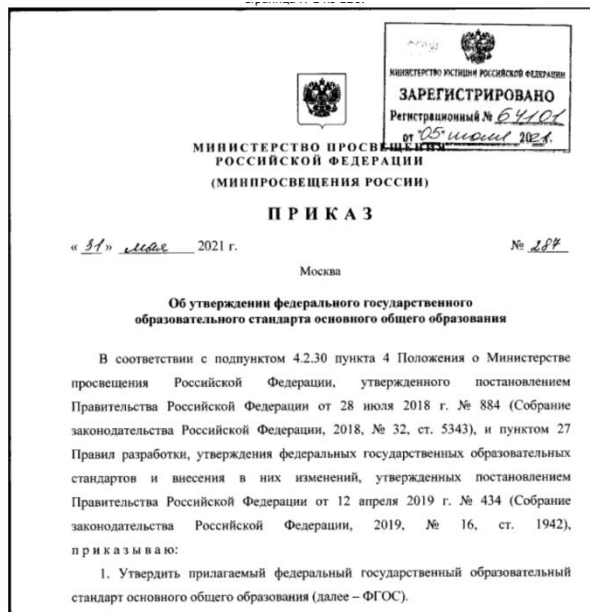 МИНИСТЕРСТВО ЮСТИЦИИ РОССИЙСКОЙ ФЕДЕРАЦИИ
ЗАРЕГИСТРИРОВАНО
Регистрационный № 64101
от "05" июля 2021.
МИНИСТЕРСТВО ПРОСВЕЩЕНИЯ
РОССИЙСКОЙ ФЕДЕРАЦИИ
(МИНПРОСВЕЩЕНИЯ РОССИИ)
ПРИКАЗ
« 31 » мая 2021 г. № 287
Москва
Об утверждении федерального государственного
образовательного стандарта основного общего образования
В соответствии с подпунктом 4.2.30 пункта 4 Положения о Министерстве
просвещения Российской Федерации, утвержденного постановлением
Правительства Российской Федерации от 28 июля 2018 г. № 884 (Собрание
законодательства Российской Федерации, 2018, № 32, ст. 5343), и пунктом 27
Правил разработки, утверждения федеральных государственных образовательных
стандартов и внесения в них изменений, утвержденных постановлением
Правительства Российской Федерации от 12 апреля 2019 г. № 434 (Собрание
законодательства Российской Федерации, 2019, № 16, ст. 1942),
приказываю:
1. Утвердить прилагаемый федеральный государственный образовательный
стандарт основного общего образования (далее – ФГОС).